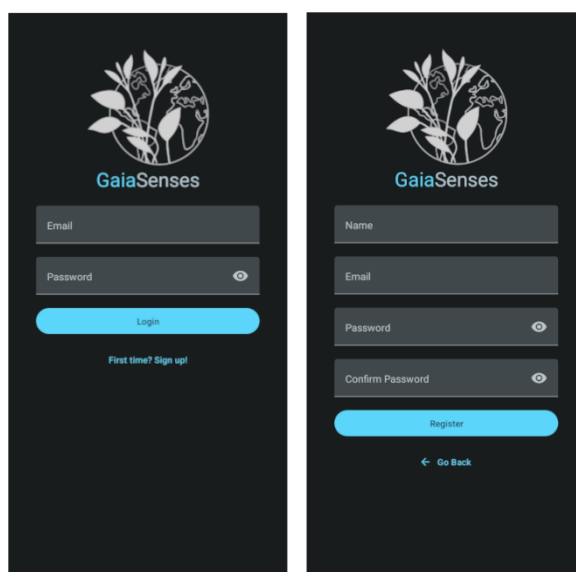 GaiaSenses
Email
Password
Login
First time? Sign up!
GaiaSenses
Name
Email
Password
Confirm Password
Register
← Go Back